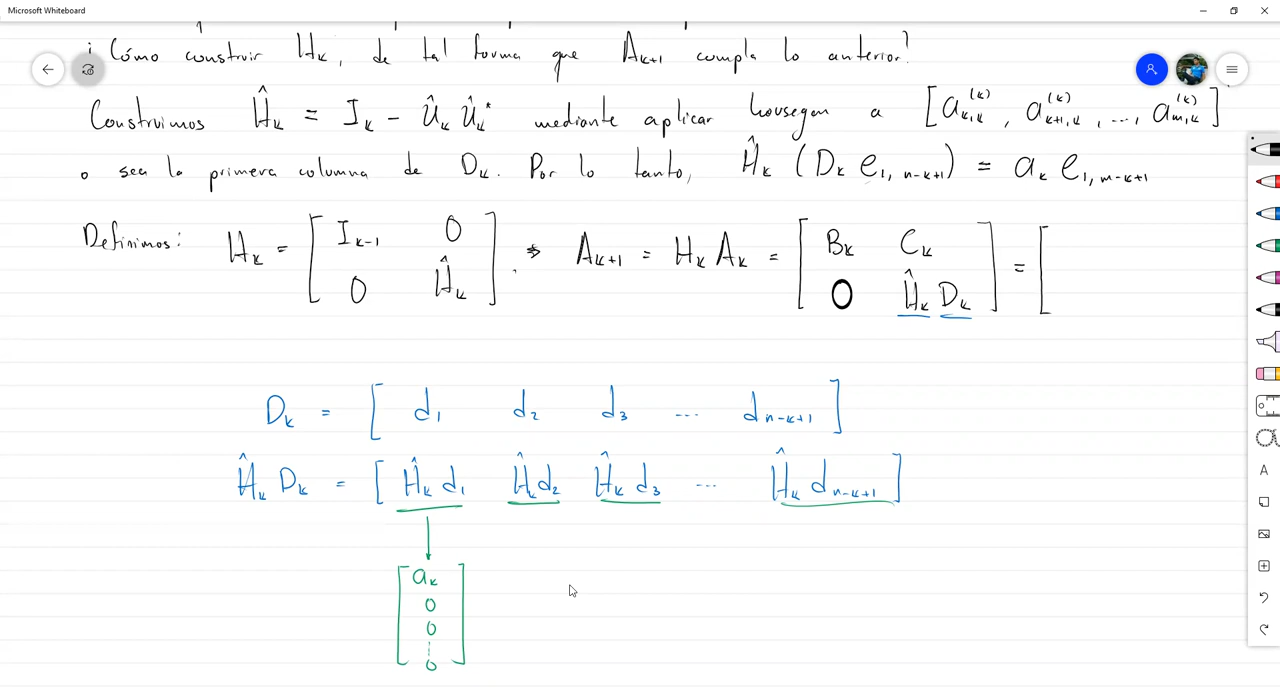 Microsoft Whiteboard
¿Cómo construir H_k, de tal forma que A_{k+1} cumpla lo anterior?
Construimos Ĥ_k = I_k - û_k û_k^* mediante aplicar housegen a [a_{k,k}^{(k)}, a_{k+1,k}^{(k)}, ..., a_{m,k}^{(k)}]
o sea la primera columna de D_k. Por lo tanto, Ĥ_k (D_k e_{1, n-k+1}) = a_k e_{1, m-k+1}
Definimos: H_k = [ I_{k-1} 0 ; 0 Ĥ_k ]. ⇒ A_{k+1} = H_k A_k = [ B_k C_k ; 0 Ĥ_k D_k ] = [
D_k = [ d_1 d_2 d_3 ... d_{n-k+1} ]
Ĥ_k D_k = [ Ĥ_k d_1 Ĥ_k d_2 Ĥ_k d_3 ... Ĥ_k d_{n-k+1} ]
a_k
0
0
⋮
0
A